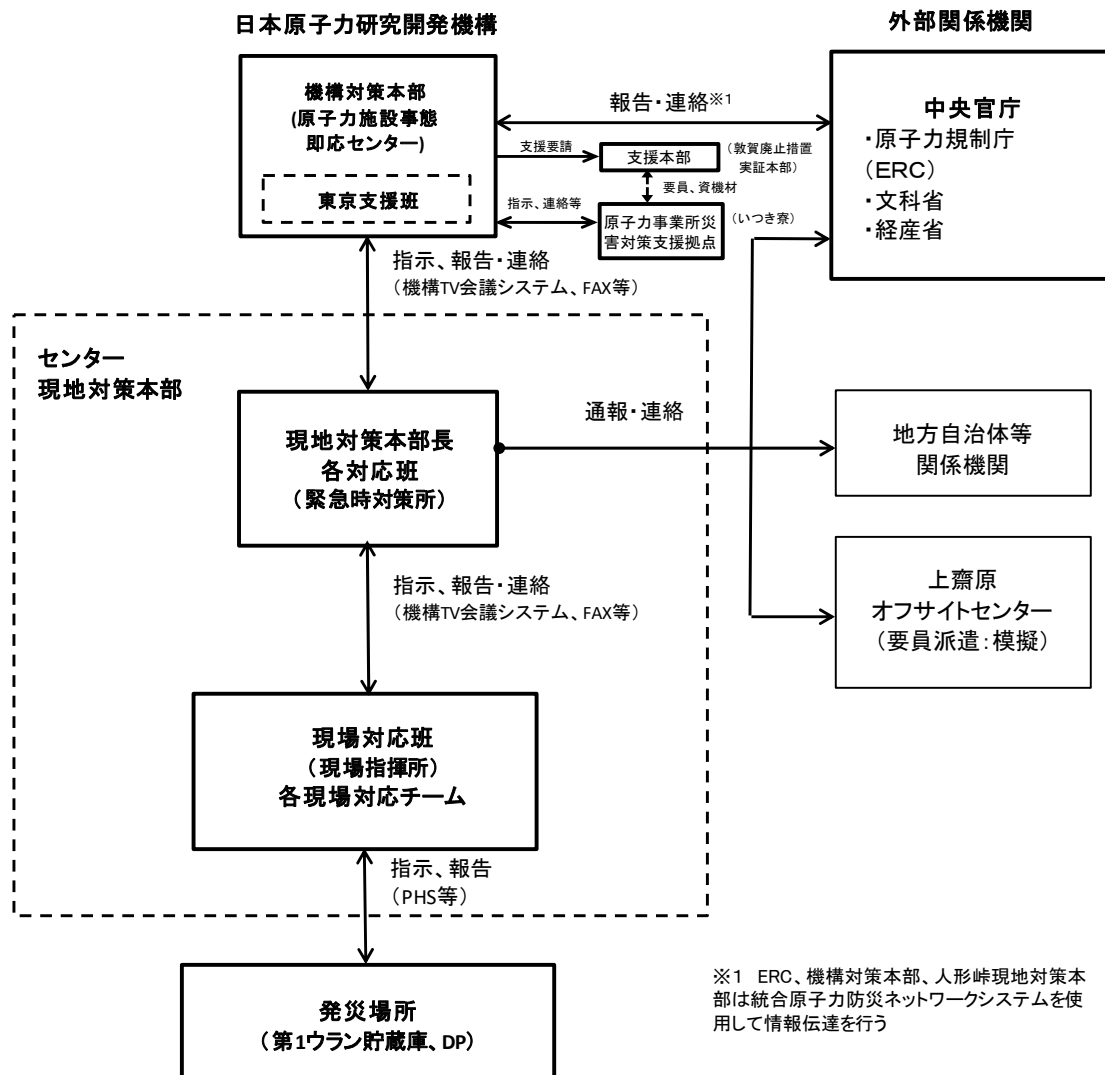 日本原子力研究開発機構
外部関係機関
機構対策本部
(原子力施設事態
即応センター)
東京支援班
報告・連絡※1
支援要請
支援本部
(敦賀廃止措置
実証本部)
要員、資機材
指示、連絡等
原子力事業所災
害対策支援拠点
(いつき寮)
中央官庁
・原子力規制庁
(ERC)
・文科省
・経産省
指示、報告・連絡
(機構TV会議システム、FAX等)
センター
現地対策本部
現地対策本部長
各対応班
(緊急時対策所)
通報・連絡
地方自治体等
関係機関
指示、報告・連絡
(機構TV会議システム、FAX等)
上齋原
オフサイトセンター
(要員派遣:模擬)
現場対応班
(現場指揮所)
各現場対応チーム
指示、報告
(PHS等)
発災場所
(第1ウラン貯蔵庫、DP)
※1 ERC、機構対策本部、人形峠現地対策本
部は統合原子力防災ネットワークシステムを使
用して情報伝達を行う